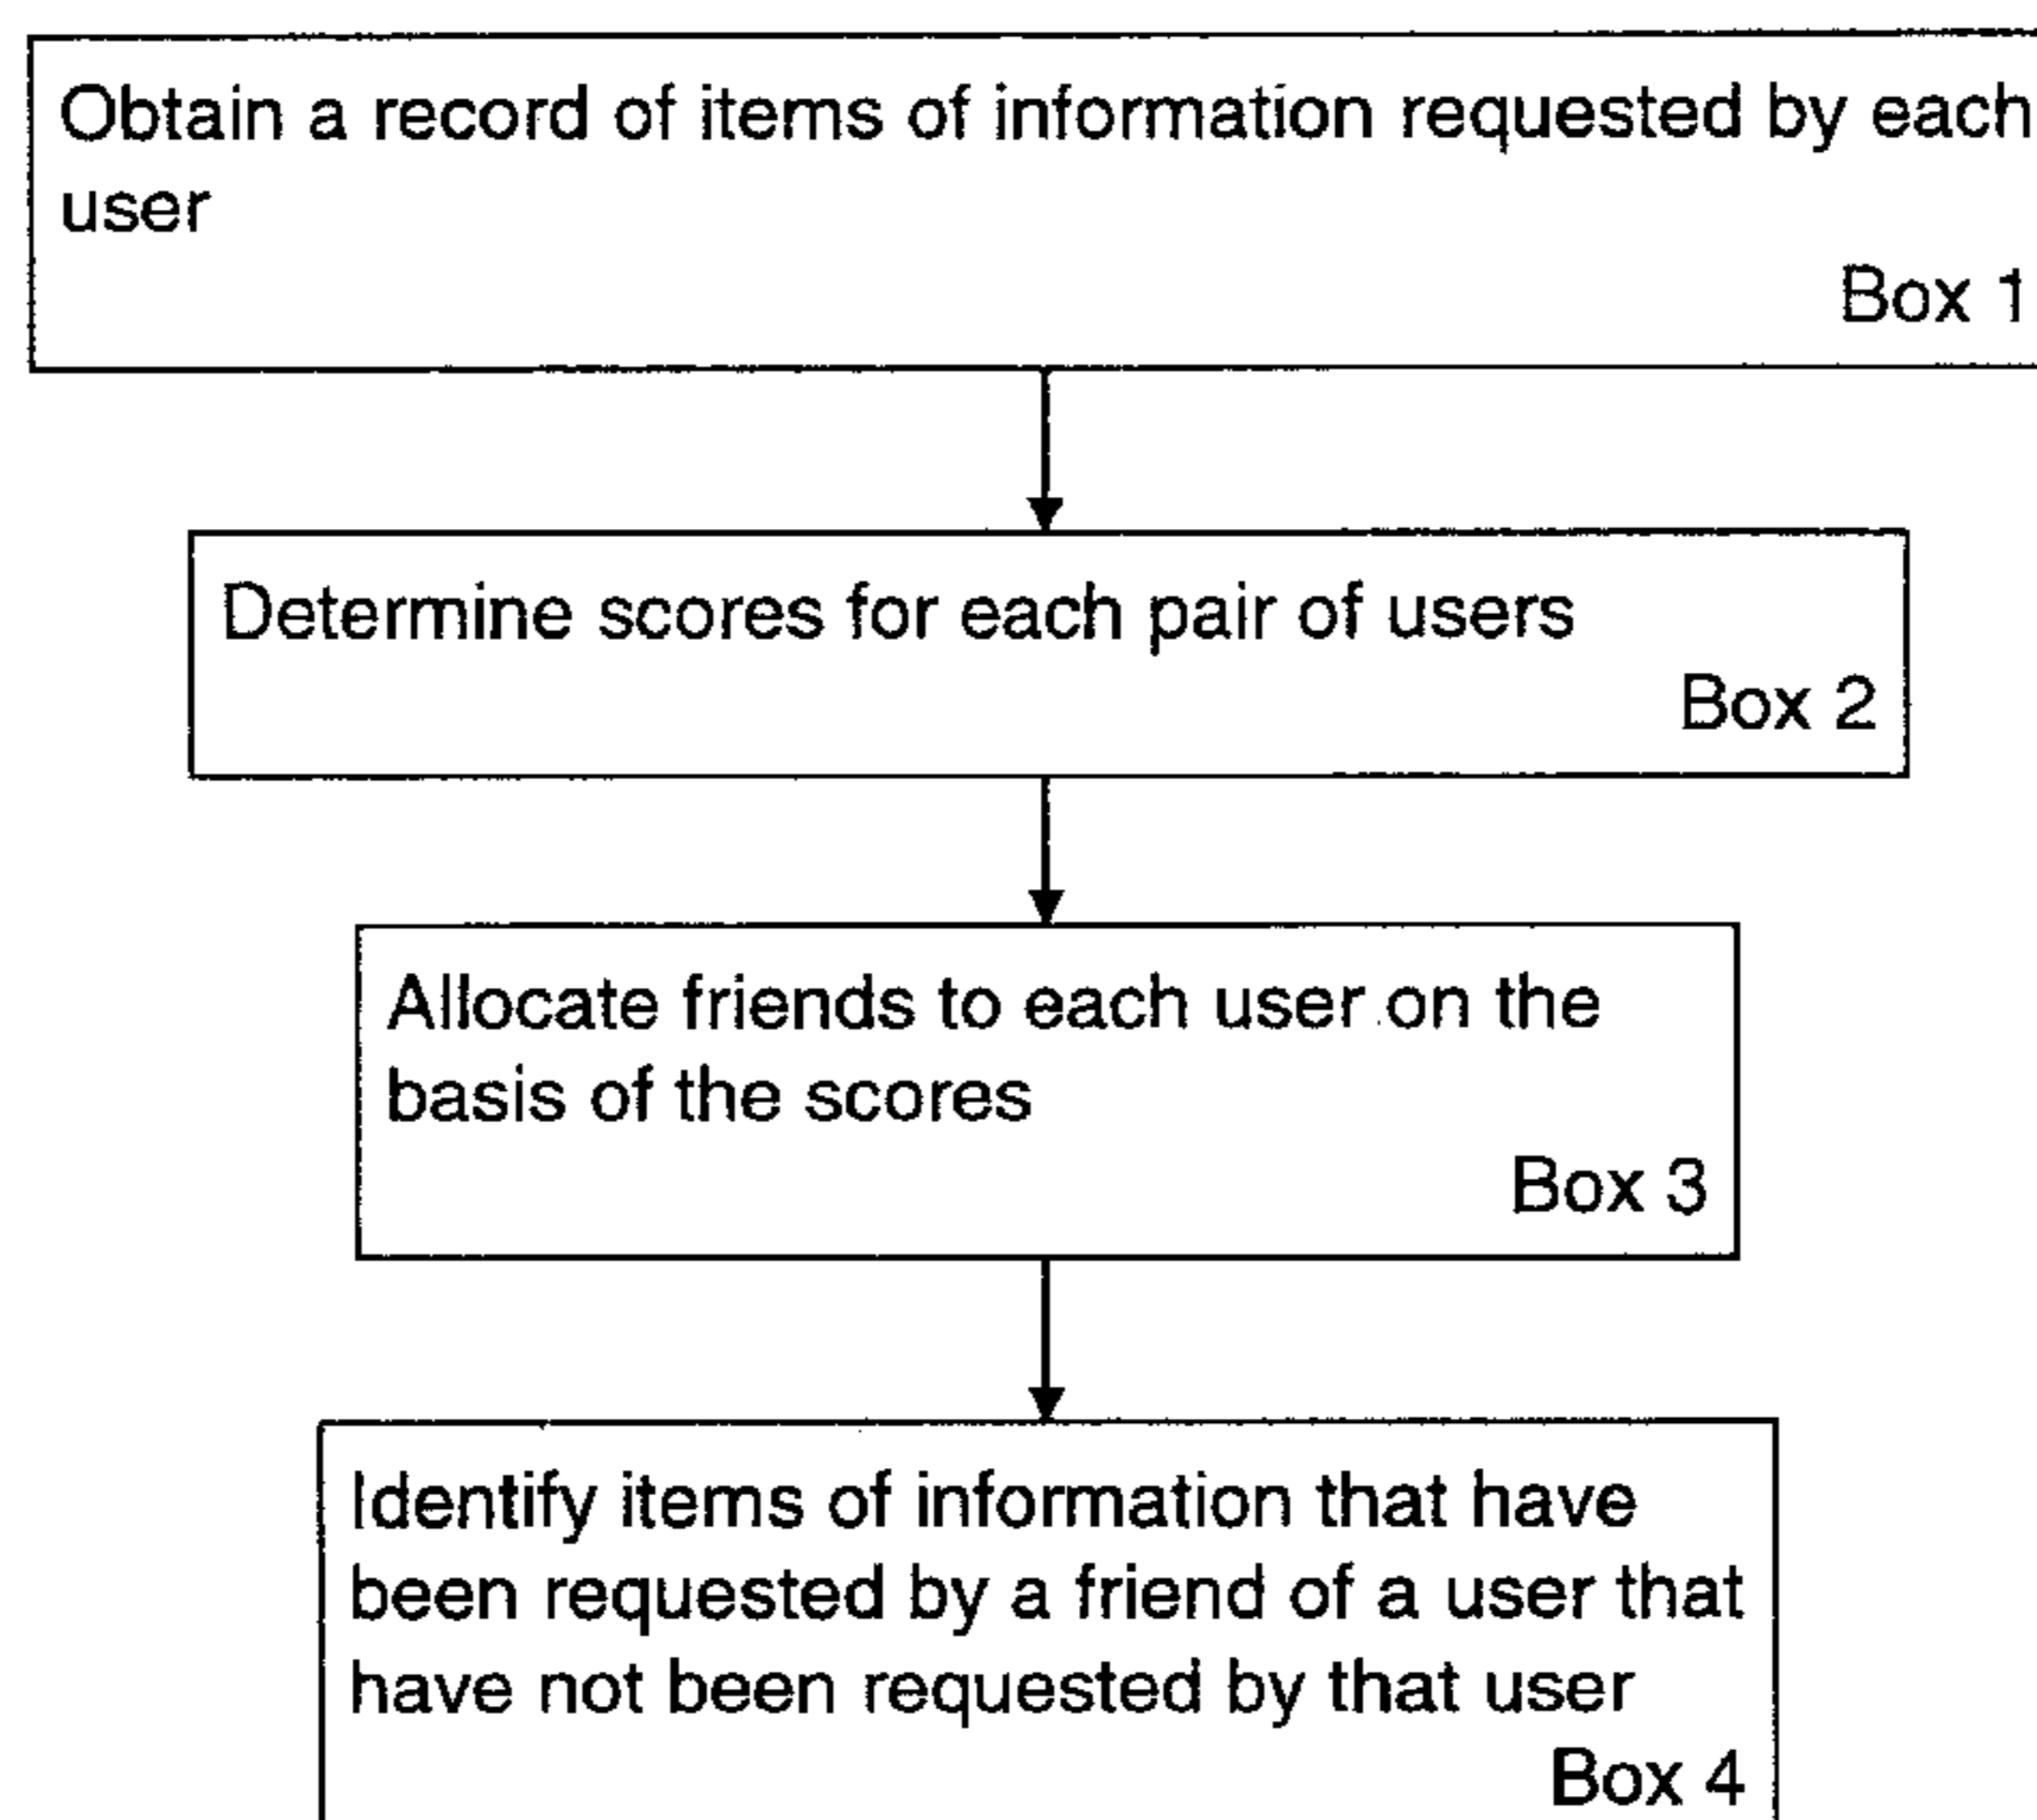 Obtain a record of items of information requested by each
user
Box 1
Determine scores for each pair of users
Box 2
Allocate friends to each user on the
basis of the scores
Box 3
Identify items of information that have
been requested by a friend of a user that
have not been requested by that user
Box 4